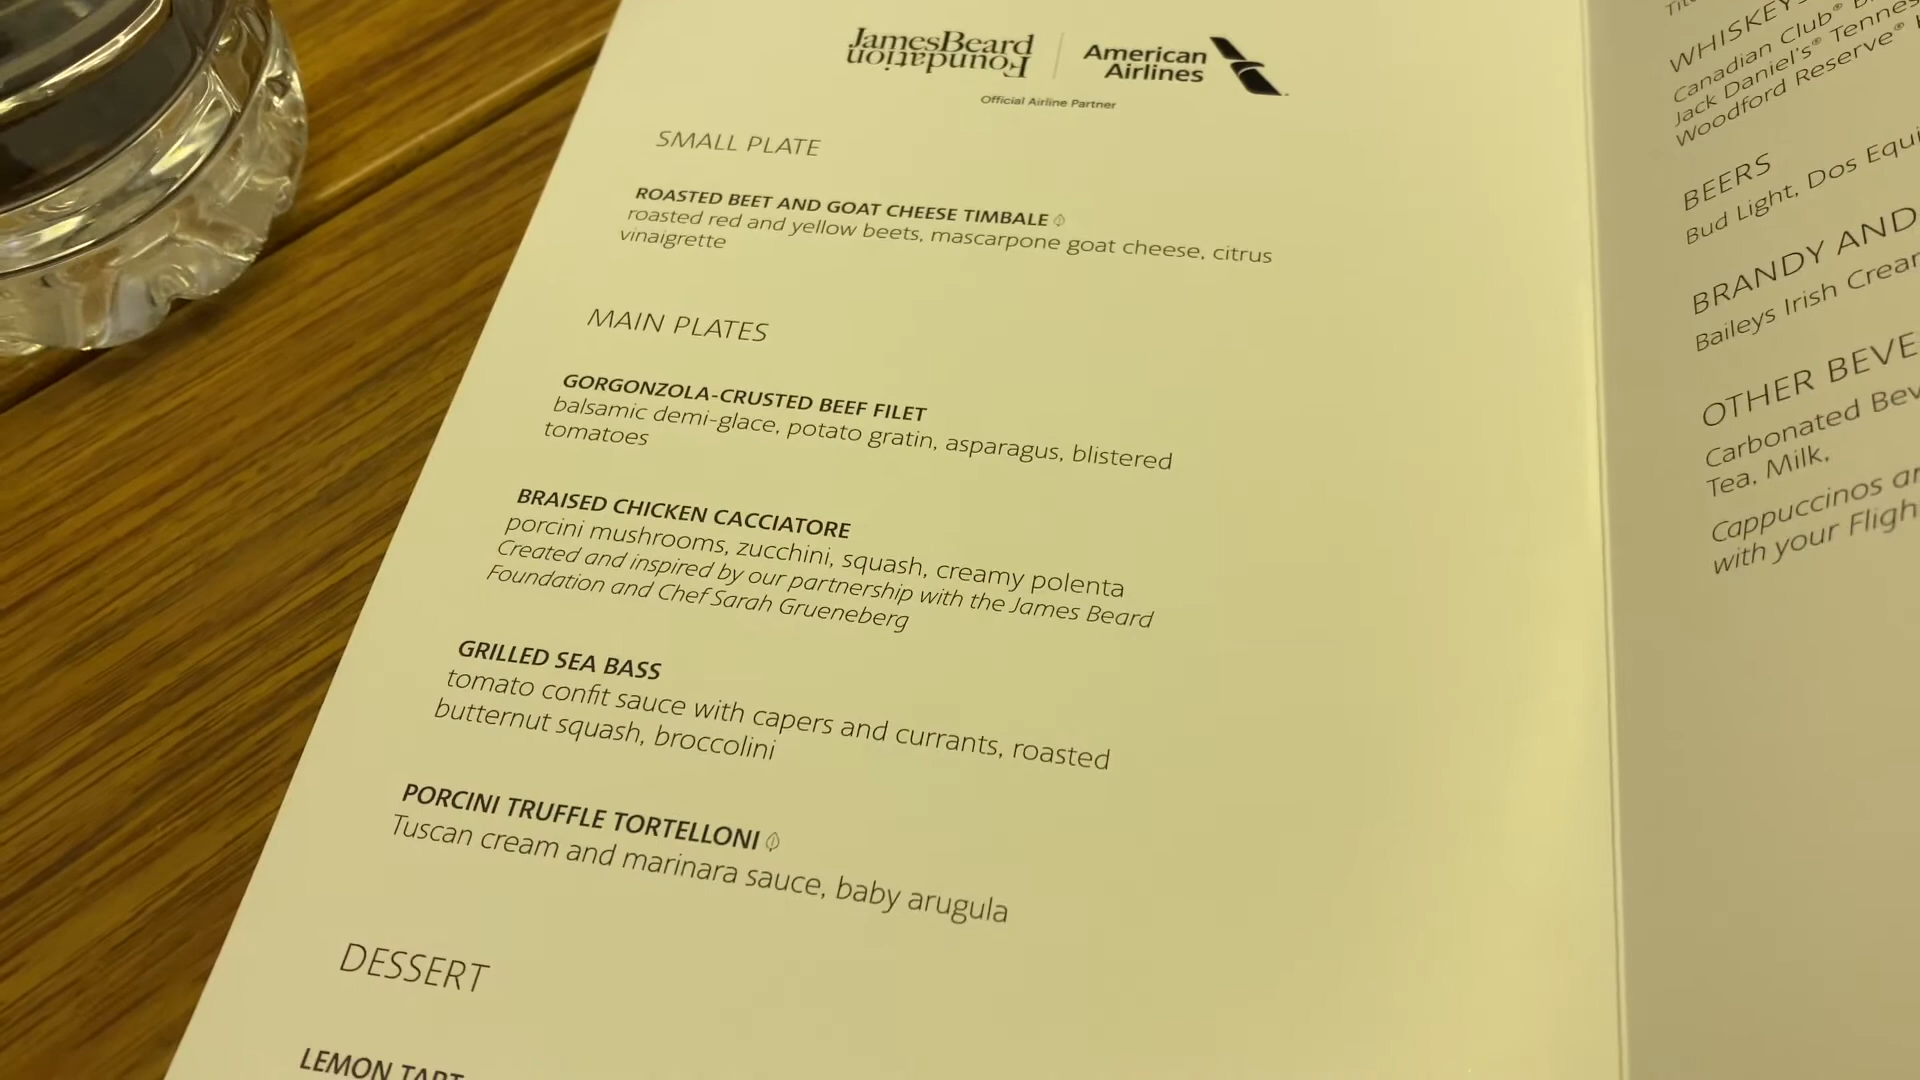 JamesBeard
Foundation
American
Airlines
Official Airline Partner
SMALL PLATE
ROASTED BEET AND GOAT CHEESE TIMBALE
roasted red and yellow beets, mascarpone goat cheese, citrus
vinaigrette
MAIN PLATES
GORGONZOLA-CRUSTED BEEF FILET
balsamic demi-glace, potato gratin, asparagus, blistered
tomatoes
BRAISED CHICKEN CACCIATORE
porcini mushrooms, zucchini, squash, creamy polenta
Created and inspired by our partnership with the James Beard
Foundation and Chef Sarah Grueneberg
GRILLED SEA BASS
tomato confit sauce with capers and currants, roasted
butternut squash, broccolini
PORCINI TRUFFLE TORTELLONI
Tuscan cream and marinara sauce, baby arugula
DESSERT
LEMON TART
WHISKEYS
Canadian Club®
Jack Daniel's®
Woodford Reserve®
BEERS
Bud Light, Dos
BRANDY AND
Baileys Irish
OTHER
Carbonated
Tea, Milk,
Cappuccinos
with your